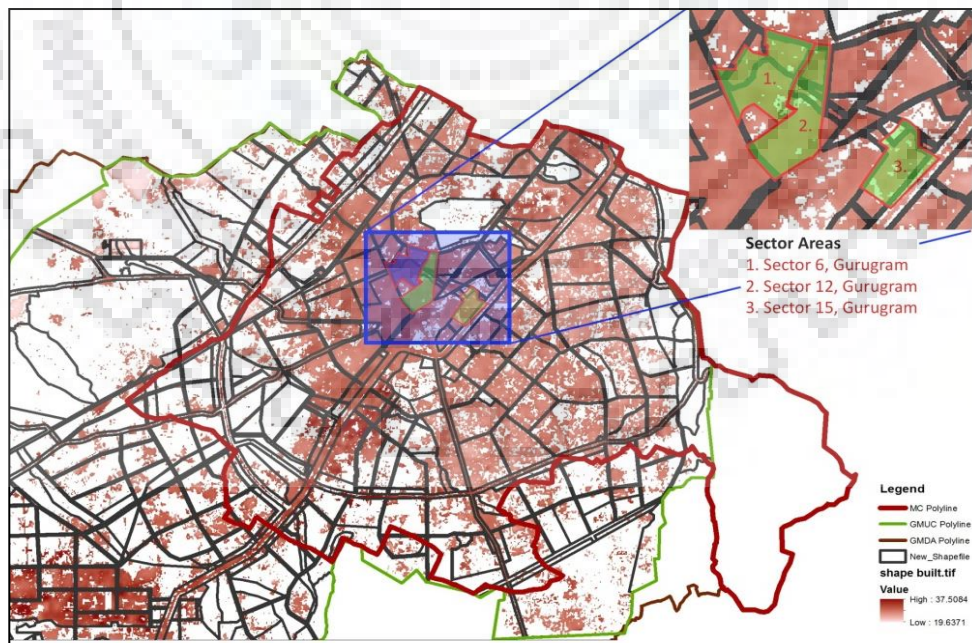 1.
2.
3.
Sector Areas
1. Sector 6, Gurugram
2. Sector 12, Gurugram
3. Sector 15, Gurugram
Legend
MC Polyline
GMUC Polyline
GMDA Polyline
New_Shapefile
shape built.tif
Value
High : 37.5084
Low : 19.6371